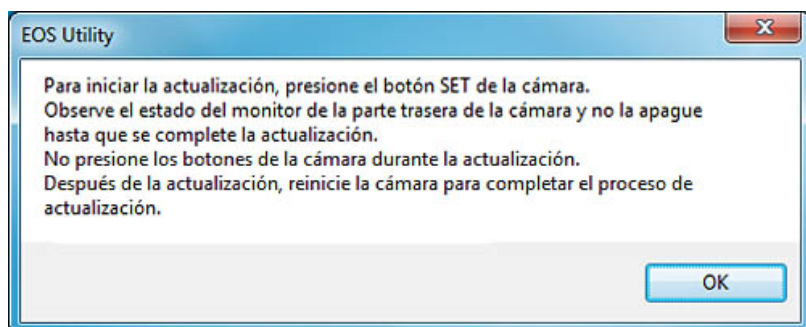 EOS Utility
Para iniciar la actualización, presione el botón SET de la cámara.
Observe el estado del monitor de la parte trasera de la cámara y no la apague
hasta que se complete la actualización.
No presione los botones de la cámara durante la actualización.
Después de la actualización, reinicie la cámara para completar el proceso de
actualización.
OK